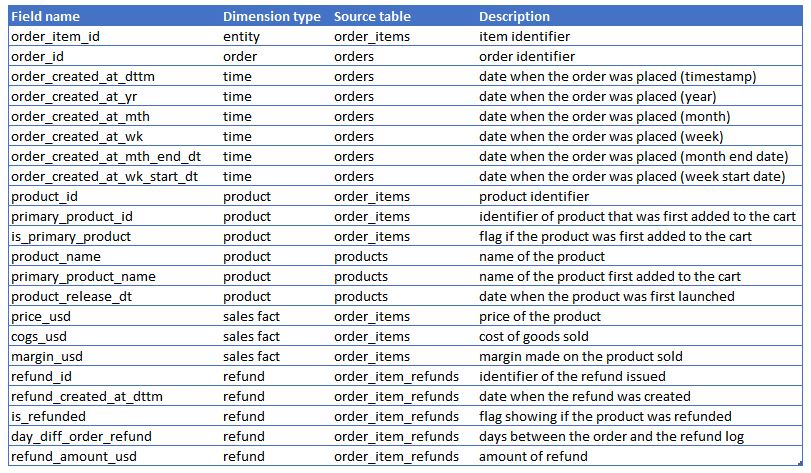 Field name Dimension type Source table Description
order_item_id entity order_items item identifier
order_id order orders order identifier
order_created_at_dttm time orders date when the order was placed (timestamp)
order_created_at_yr time orders date when the order was placed (year)
order_created_at_mth time orders date when the order was placed (month)
order_created_at_wk time orders date when the order was placed (week)
order_created_at_mth_end_dt time orders date when the order was placed (month end date)
order_created_at_wk_start_dt time orders date when the order was placed (week start date)
product_id product order_items product identifier
primary_product_id product order_items identifier of product that was first added to the cart
is_primary_product product order_items flag if the product was first added to the cart
product_name product products name of the product
primary_product_name product products name of the product first added to the cart
product_release_dt product products date when the product was first launched
price_usd sales fact order_items price of the product
cogs_usd sales fact order_items cost of goods sold
margin_usd sales fact order_items margin made on the product sold
refund_id refund order_item_refunds identifier of the refund issued
refund_created_at_dttm refund order_item_refunds date when the refund was created
is_refunded refund order_item_refunds flag showing if the product was refunded
day_diff_order_refund refund order_item_refunds days between the order and the refund log
refund_amount_usd refund order_item_refunds amount of refund